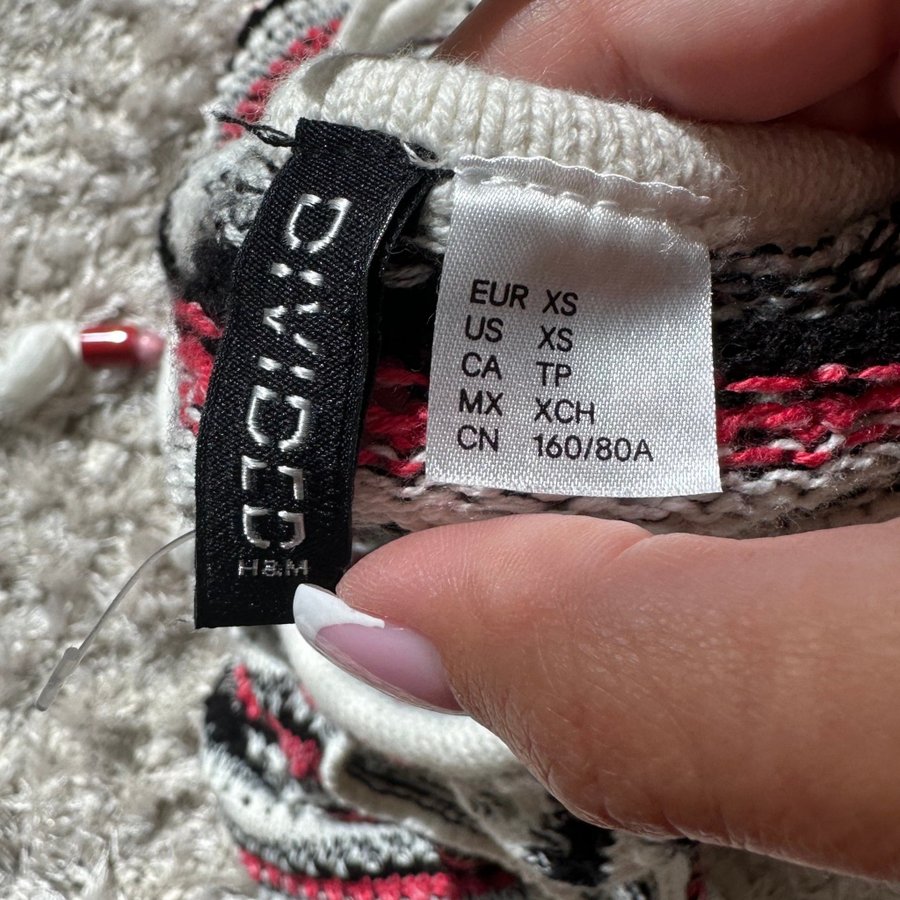 DIVIDED
H&M
EUR XS
US XS
CA TP
MX XCH
CN 160/80A